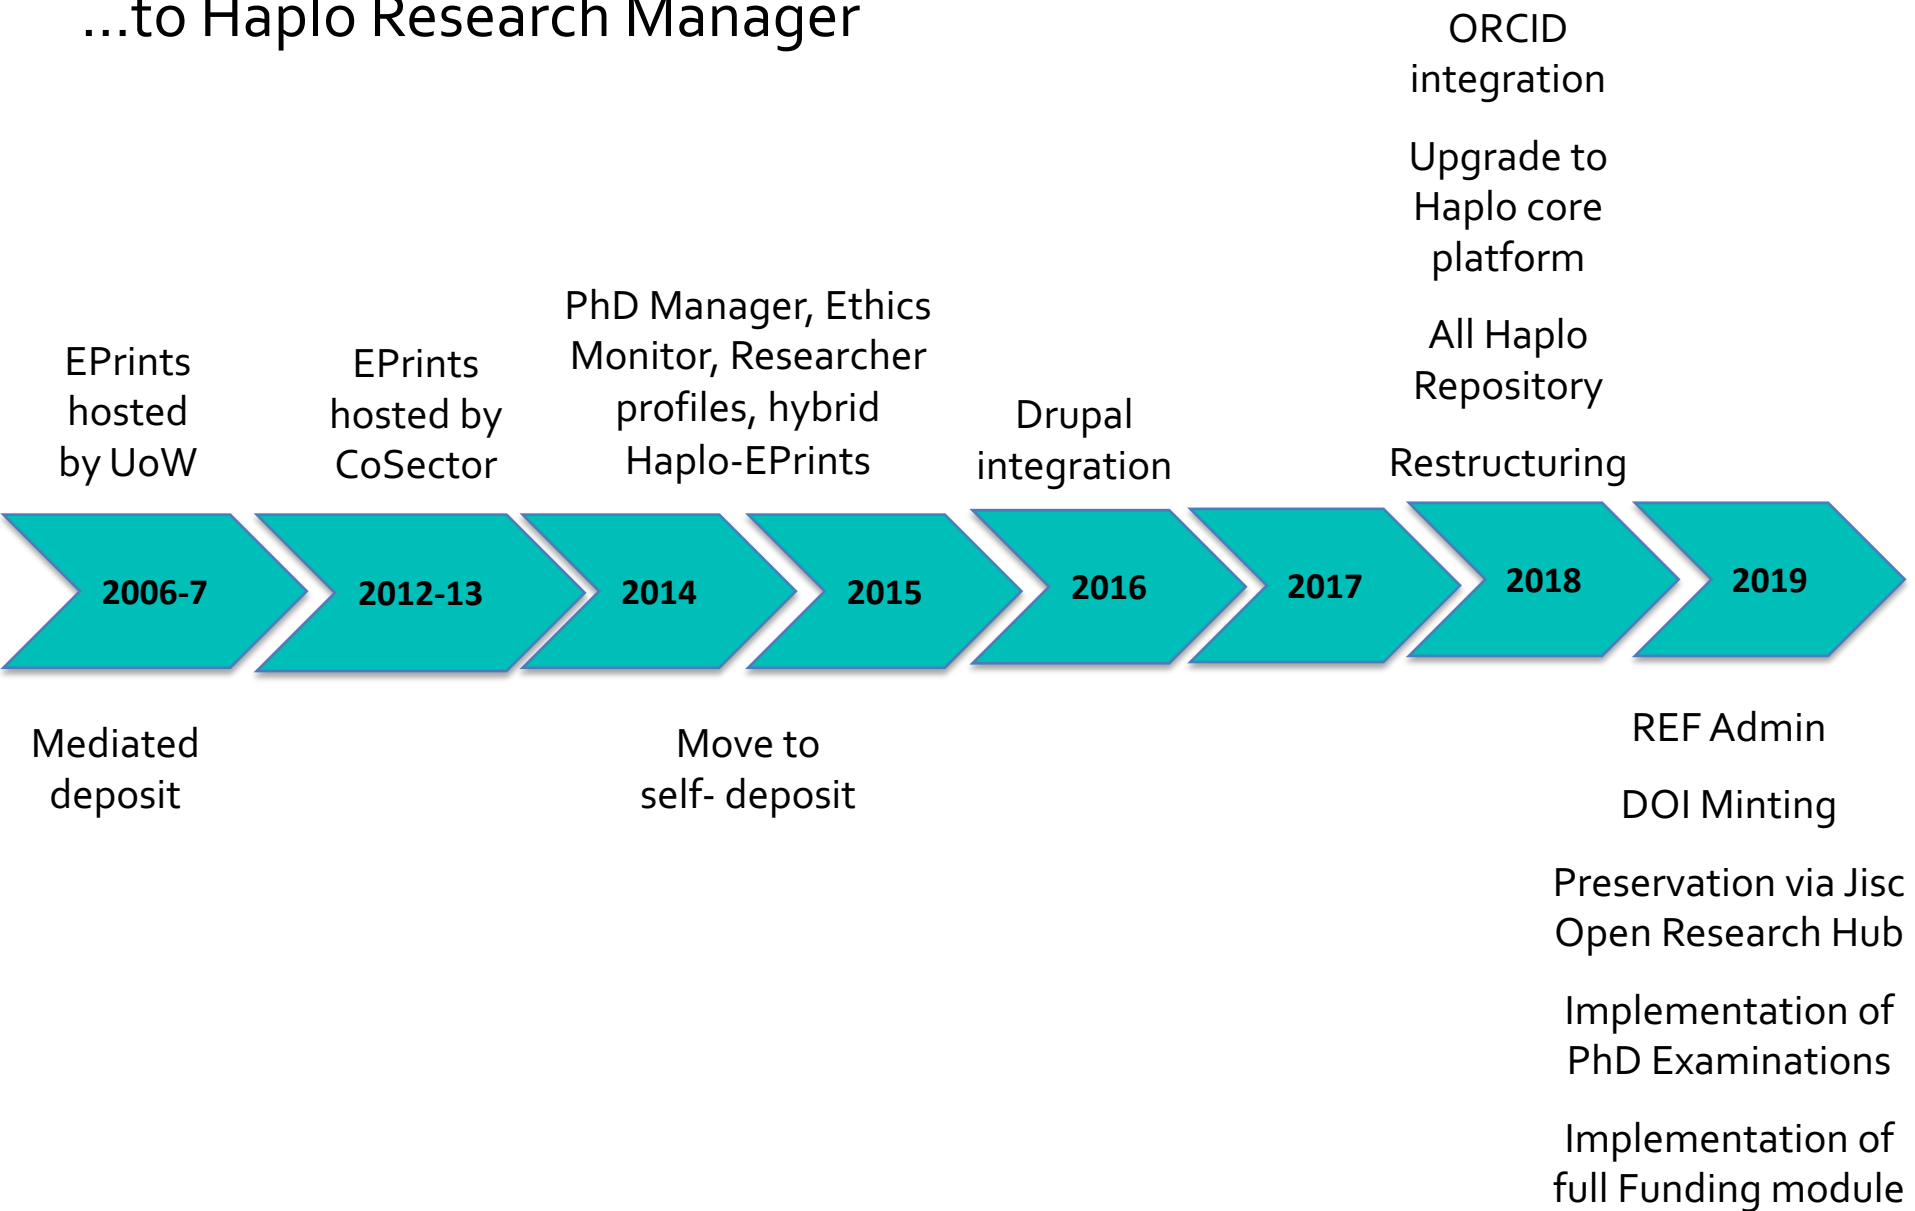 ...to Haplo Research Manager
EPrints
hosted
by UoW
EPrints
hosted by
CoSector
PhD Manager, Ethics
Monitor, Researcher
profiles, hybrid
Haplo-EPrints
Drupal
integration
ORCID
integration
Upgrade to
Haplo core
platform
All Haplo
Repository
Restructuring
2006-7
2012-13
2014
2015
2016
2017
2018
2019
Mediated
deposit
Move to
self- deposit
REF Admin
DOI Minting
Preservation via Jisc
Open Research Hub
Implementation of
PhD Examinations
Implementation of
full Funding module